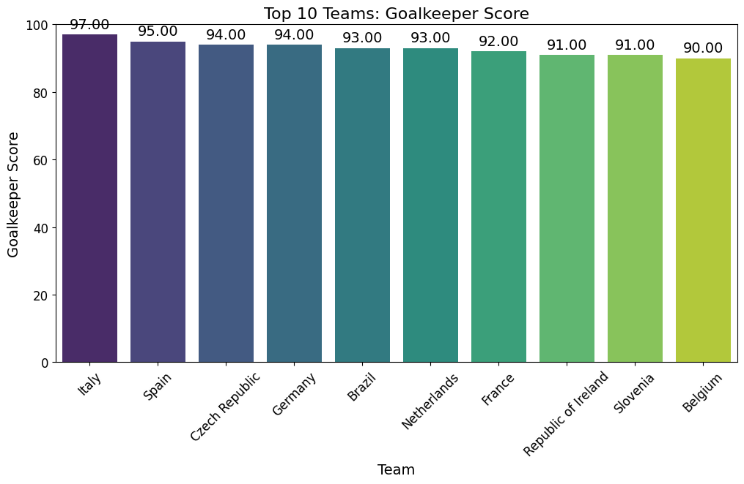 Top 10 Teams: Goalkeeper Score
97.00 95.00 94.00 94.00 93.00 93.00 92.00 91.00 91.00 90.00
100
80
60
40
20
0
Goalkeeper Score
Italy Spain Czech Republic Germany Brazil Netherlands France Republic of Ireland Slovenia Belgium
Team